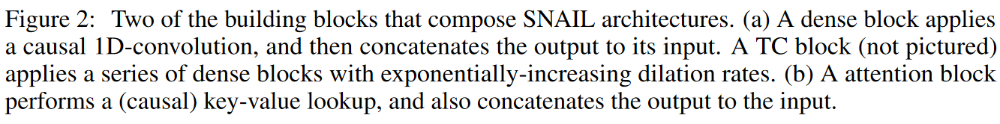 Figure 2: Two of the building blocks that compose SNAIL architectures. (a) A dense block applies
a causal 1D-convolution, and then concatenates the output to its input. A TC block (not pictured)
applies a series of dense blocks with exponentially-increasing dilation rates. (b) A attention block
performs a (causal) key-value lookup, and also concatenates the output to the input.